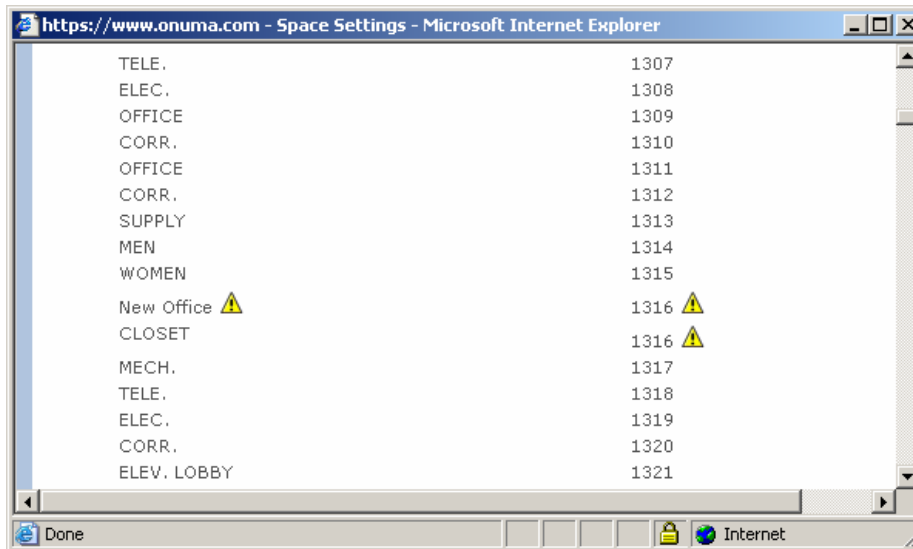 https://www.onuma.com - Space Settings - Microsoft Internet Explorer
TELE. 1307
ELEC. 1308
OFFICE 1309
CORR. 1310
OFFICE 1311
CORR. 1312
SUPPLY 1313
MEN 1314
WOMEN 1315
New Office 1316
CLOSET 1316
MECH. 1317
TELE. 1318
ELEC. 1319
CORR. 1320
ELEV. LOBBY 1321
Done Internet